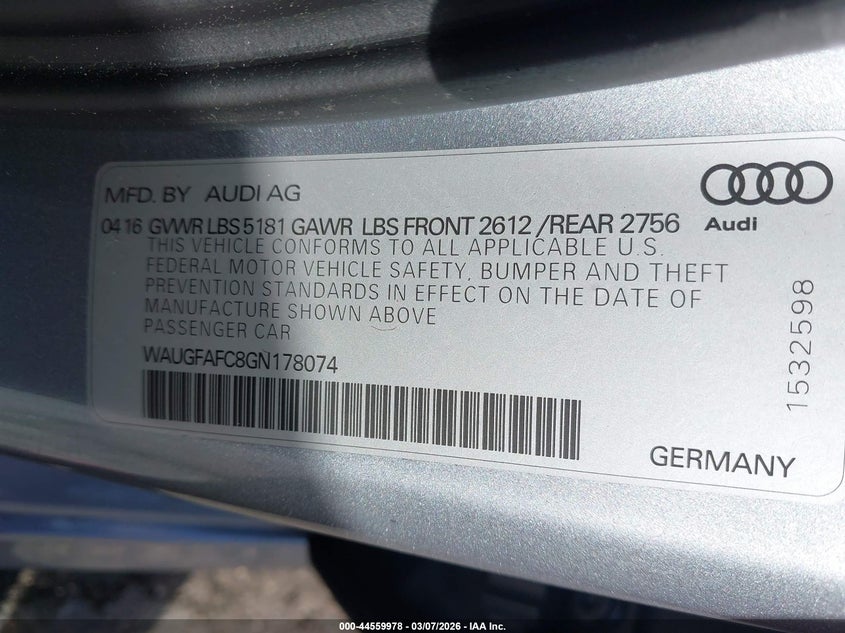 MFD. BY AUDI AG
0416 GVWR LBS 5181 GAWR LBS FRONT 2612 /REAR 2756
Audi
THIS VEHICLE CONFORMS TO ALL APPLICABLE U.S.
FEDERAL MOTOR VEHICLE SAFETY, BUMPER AND THEFT
PREVENTION STANDARDS IN EFFECT ON THE DATE OF
MANUFACTURE SHOWN ABOVE
PASSENGER CAR
WAUGFAFC8GN178074
1532598
GERMANY
000-44559978 | 03/07/2026 - IAA Inc.